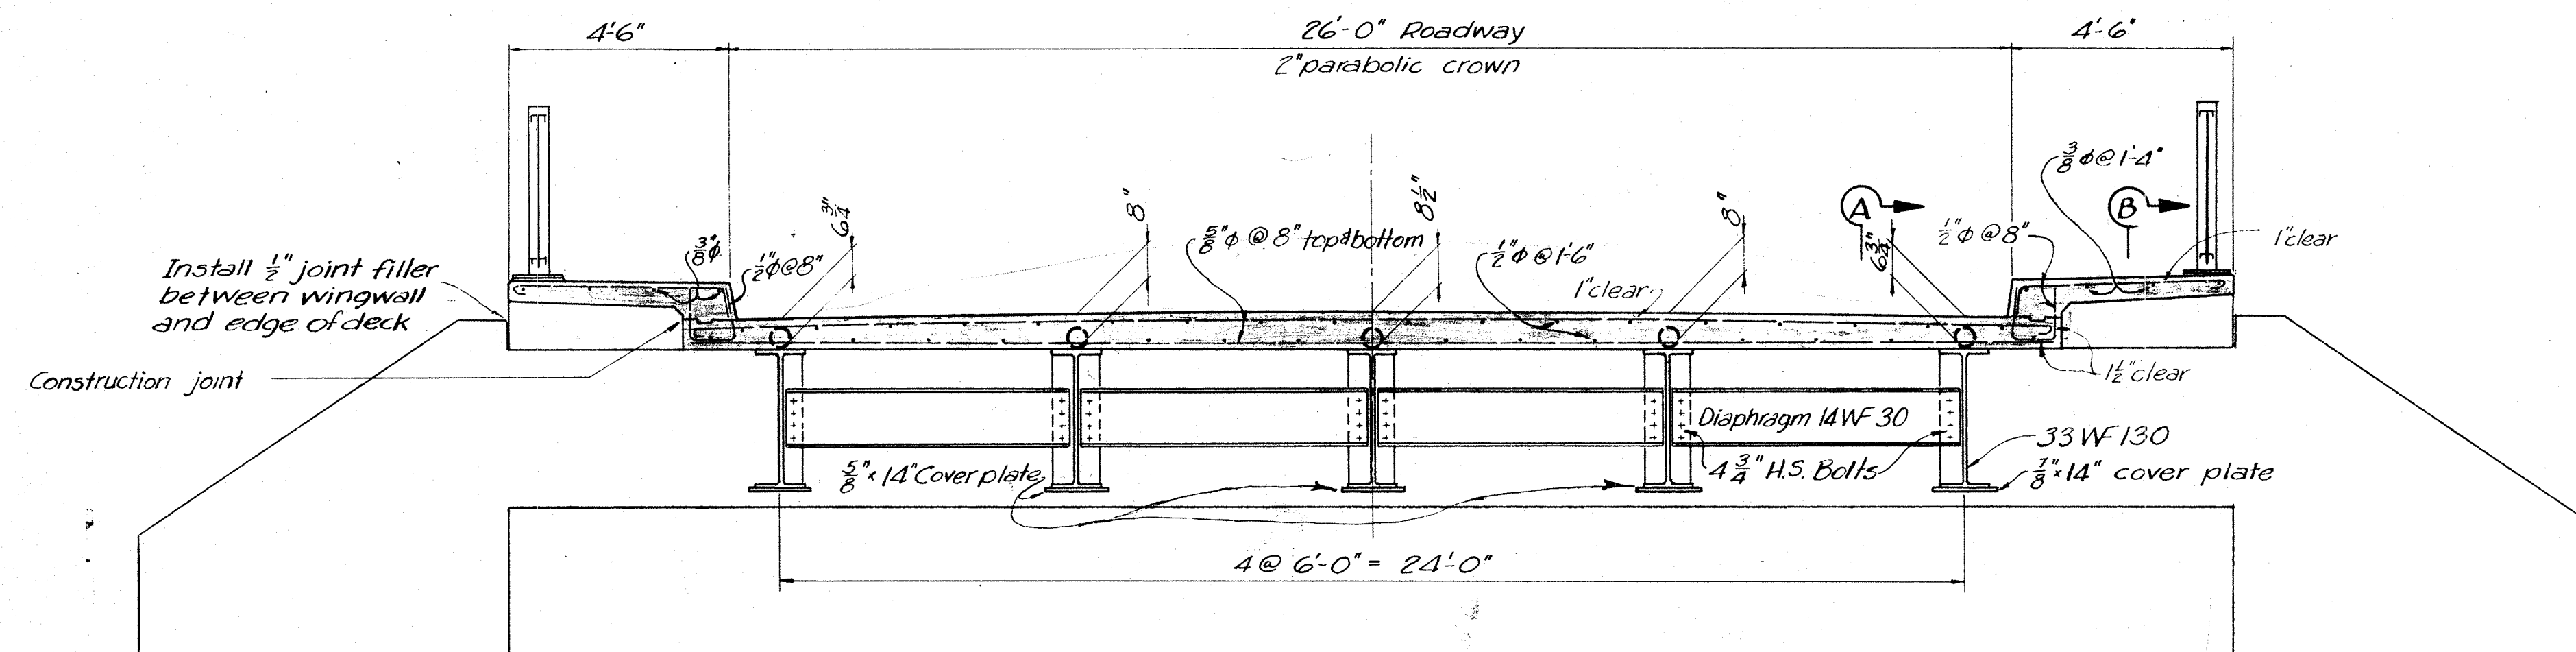 4'-6"
26'-0" Roadway
4'-6"
2" parabolic crown
3/8 φ @ 1'-4"
6 3/4"
8"
8 1/2"
8"
A
6 3/4"
B
3/8" φ
1/2" φ @ 8"
5/8" φ @ 8" top & bottom
1/2" φ @ 1'-6"
1/2" φ @ 8"
1" clear
1" clear
Install 1/2" joint filler
between wingwall
and edge of deck
Construction joint
1 1/2" clear
Diaphragm 14 WF 30
33 WF 130
5/8" x 14" Cover plate
4 3/4" H.S. Bolts
7/8" x 14" cover plate
4 @ 6'-0" = 24'-0"